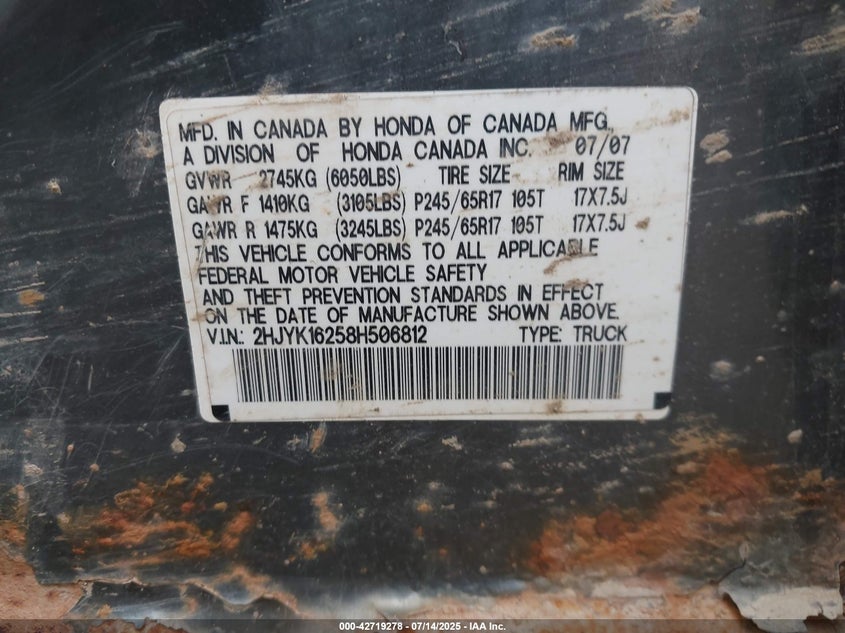 MFD. IN CANADA BY HONDA OF CANADA MFG.,
A DIVISION OF HONDA CANADA INC. 07/07
GVWR 2745KG (6050LBS) TIRE SIZE RIM SIZE
GAWR F 1410KG (3105LBS) P245/65R17 105T 17X7.5J
GAWR R 1475KG (3245LBS) P245/65R17 105T 17X7.5J
THIS VEHICLE CONFORMS TO ALL APPLICABLE
FEDERAL MOTOR VEHICLE SAFETY
AND THEFT PREVENTION STANDARDS IN EFFECT
ON THE DATE OF MANUFACTURE SHOWN ABOVE.
V.I.N.: 2HJYK16258H506812 TYPE: TRUCK
000-42719278 - 07/14/2025 - IAA Inc.